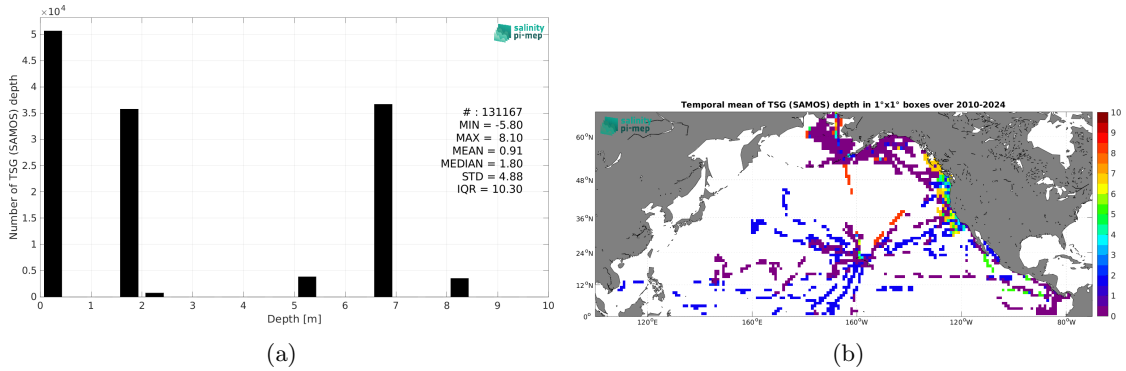 ×10⁴
5
4.5
4
3.5
3
2.5
2
1.5
1
0.5
0
Number of TSG (SAMOS) depth
0 1 2 3 4 5 6 7 8 9 10
Depth [m]
salinity
pi-mep
# : 131167
MIN = -5.80
MAX = 8.10
MEAN = 0.91
MEDIAN = 1.80
STD = 4.88
IQR = 10.30
(a)
Temporal mean of TSG (SAMOS) depth in 1°x1° boxes over 2010-2024
salinity
pi-mep
60°N
48°N
36°N
24°N
12°N
0°
120°E 160°E 160°W 120°W 80°W
10
9
8
7
6
5
4
3
2
1
0
(b)